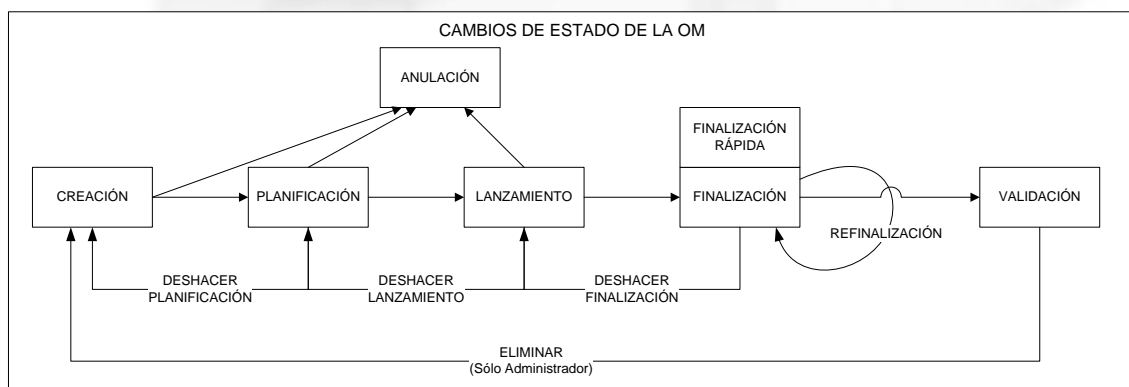 CAMBIOS DE ESTADO DE LA OM
ANULACIÓN
FINALIZACIÓN
RÁPIDA
CREACIÓN
PLANIFICACIÓN
LANZAMIENTO
FINALIZACIÓN
VALIDACIÓN
REFINALIZACIÓN
DESHACER
PLANIFICACIÓN
DESHACER
LANZAMIENTO
DESHACER
FINALIZACIÓN
ELIMINAR
(Sólo Administrador)